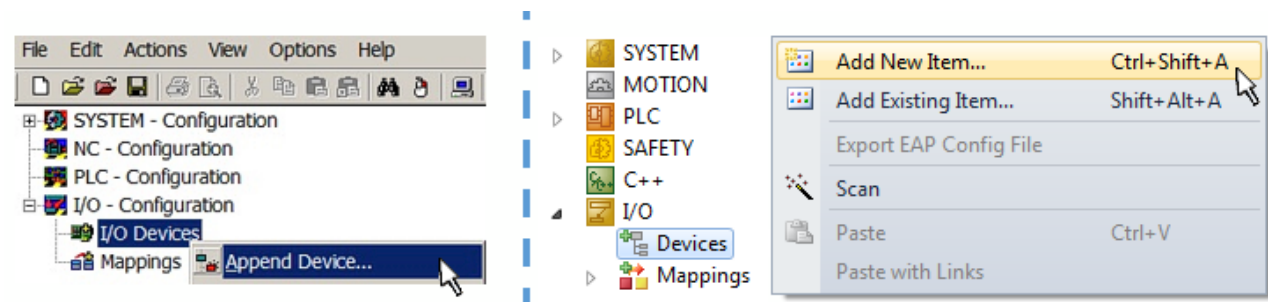 File Edit Actions View Options Help
SYSTEM - Configuration
NC - Configuration
PLC - Configuration
I/O - Configuration
I/O Devices
Mappings
Append Device...
SYSTEM
MOTION
PLC
SAFETY
C++
I/O
Devices
Mappings
Add New Item... Ctrl+Shift+A
Add Existing Item... Shift+Alt+A
Export EAP Config File
Scan
Paste Ctrl+V
Paste with Links